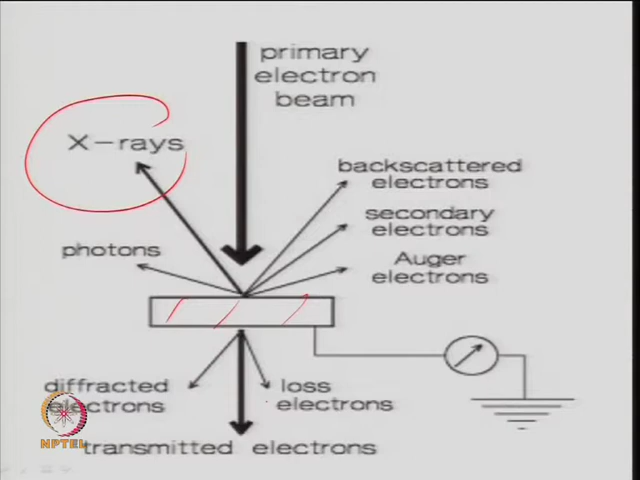 primary
electron
beam
X-rays
backscattered
electrons
secondary
electrons
photons
Auger
electrons
diffracted
electrons
loss
electrons
NPTEL
transmitted electrons